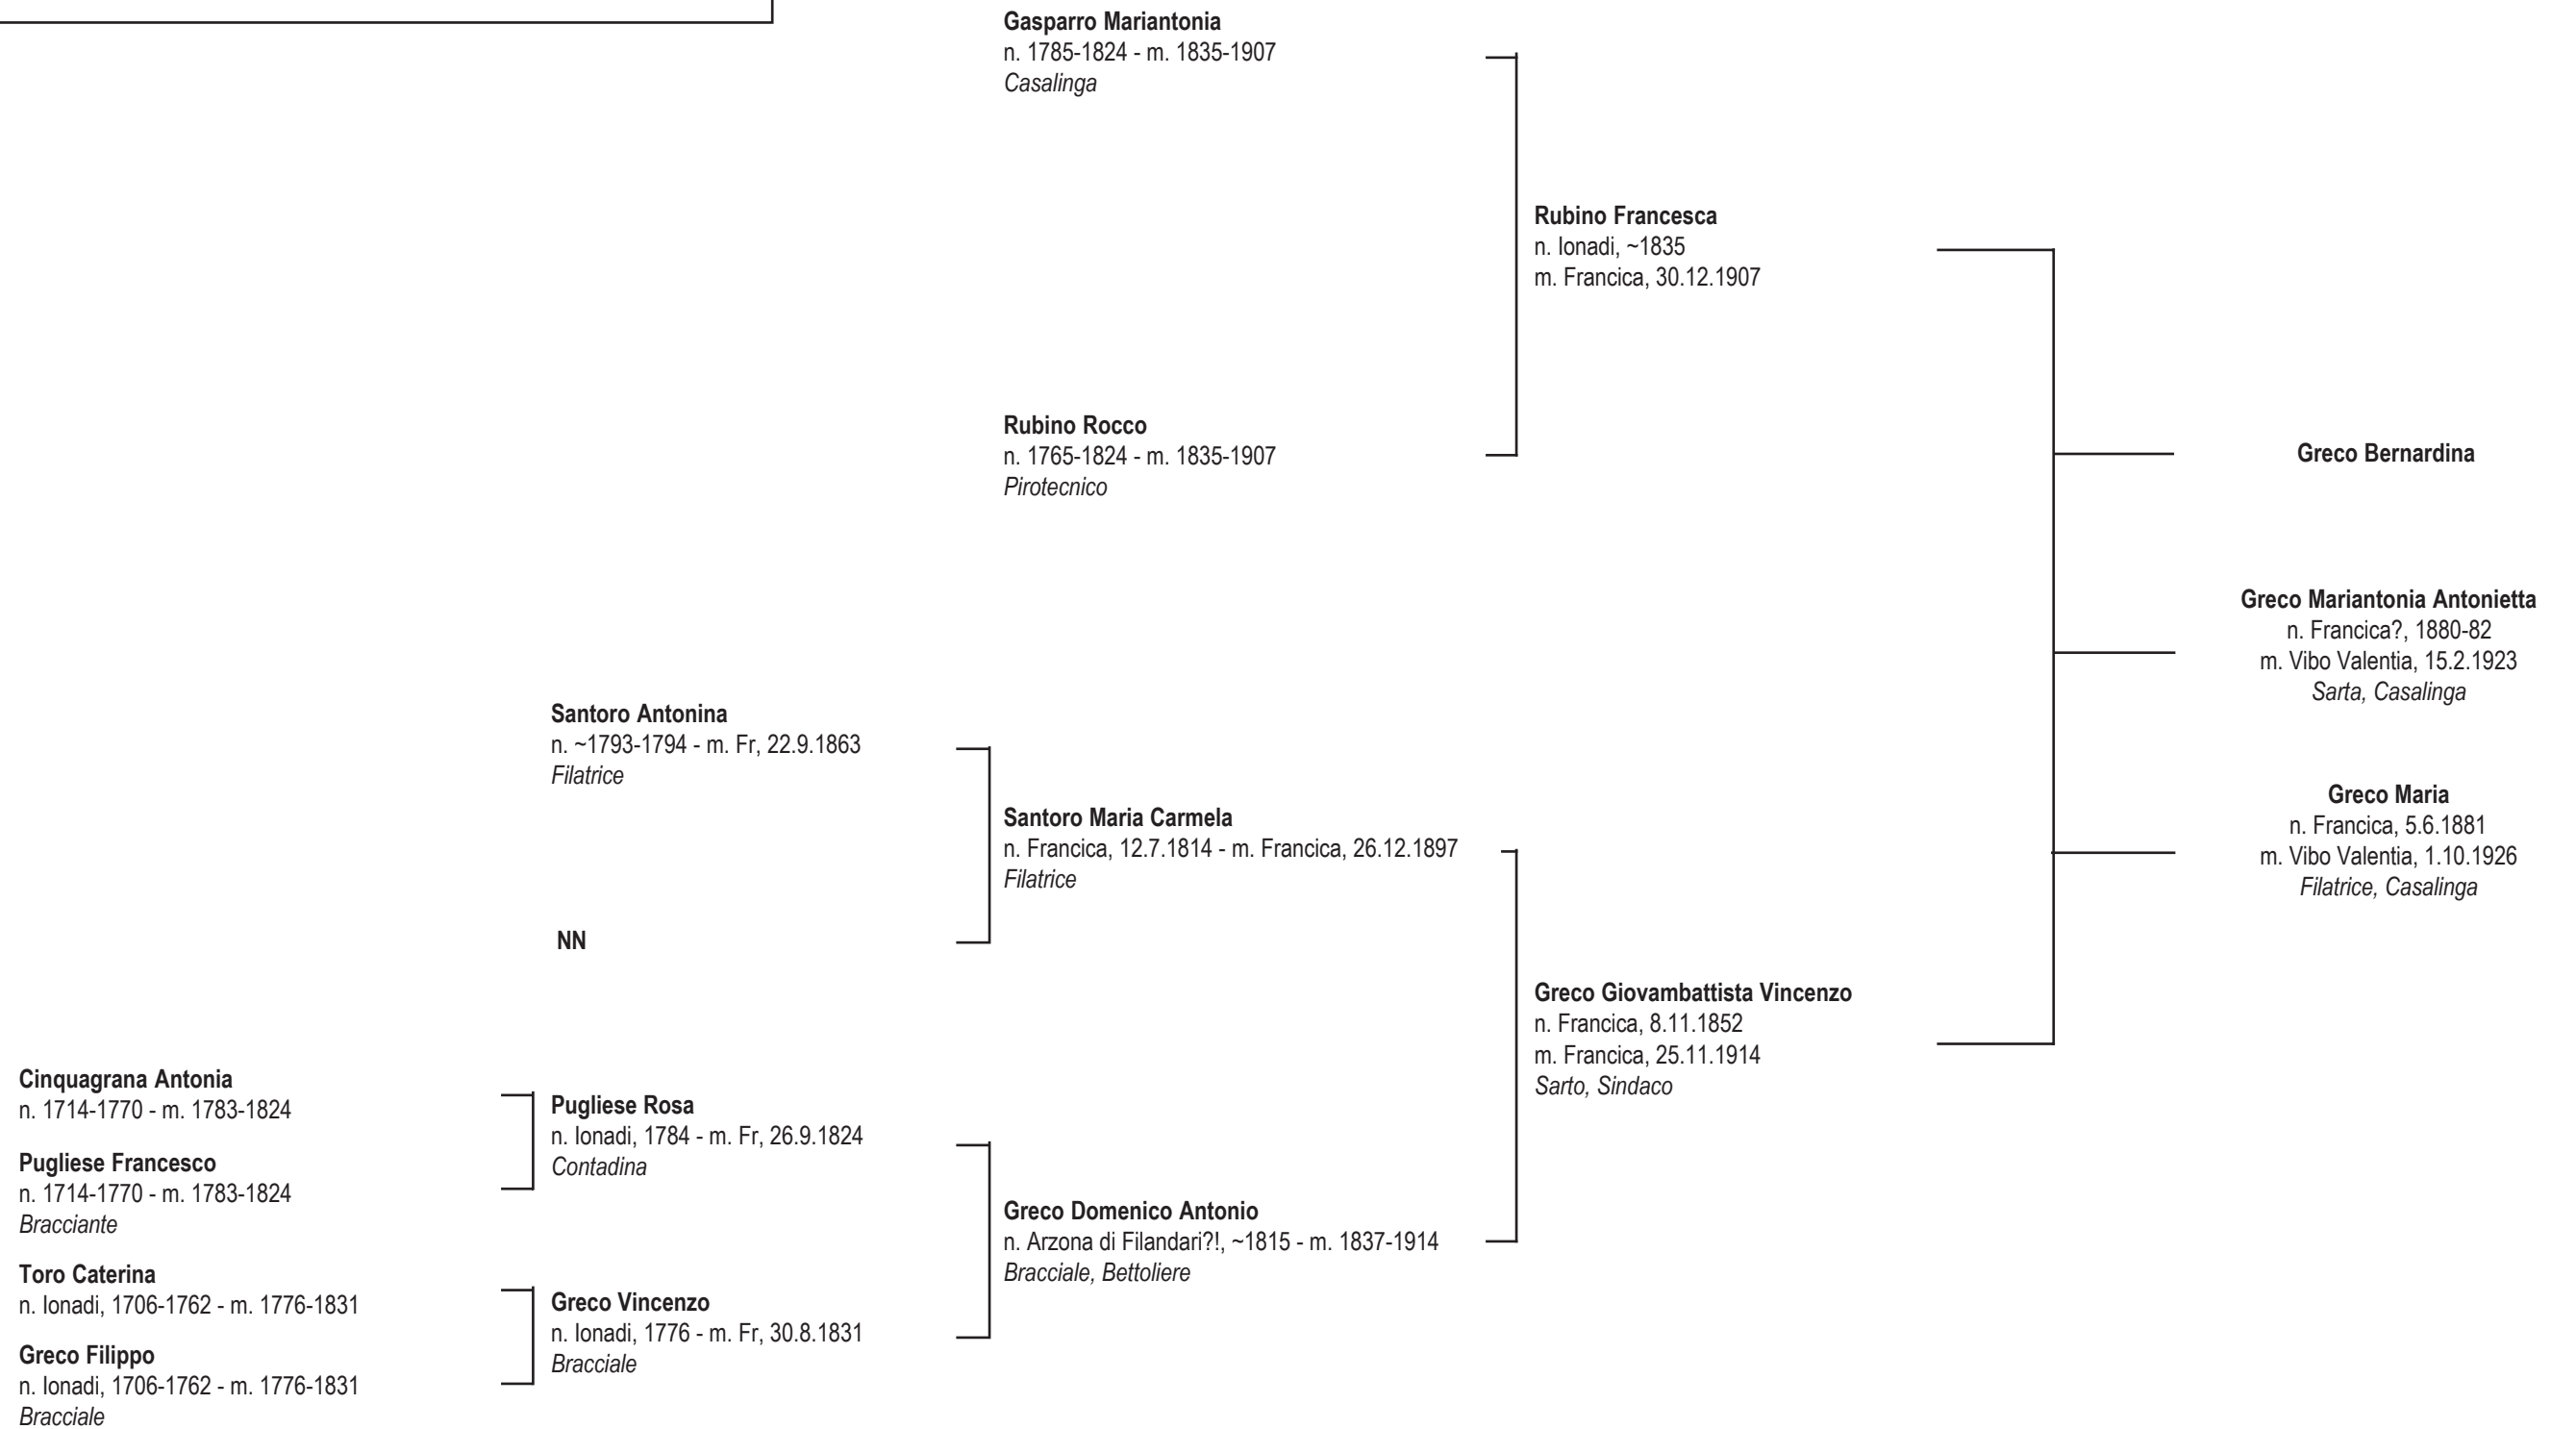 Gasparro Mariantonia
n. 1785-1824 - m. 1835-1907
Casalinga
Rubino Francesca
n. Ionadi, ~1835
m. Francica, 30.12.1907
Rubino Rocco
n. 1765-1824 - m. 1835-1907
Pirotecnico
Greco Bernardina
Greco Mariantonia Antonietta
n. Francica?, 1880-82
m. Vibo Valentia, 15.2.1923
Sarta, Casalinga
Santoro Antonina
n. ~1793-1794 - m. Fr, 22.9.1863
Filatrice
Greco Maria
n. Francica, 5.6.1881
m. Vibo Valentia, 1.10.1926
Filatrice, Casalinga
Santoro Maria Carmela
n. Francica, 12.7.1814 - m. Francica, 26.12.1897
Filatrice
NN
Greco Giovambattista Vincenzo
n. Francica, 8.11.1852
m. Francica, 25.11.1914
Sarto, Sindaco
Cinquagrana Antonia
n. 1714-1770 - m. 1783-1824
Pugliese Rosa
n. Ionadi, 1784 - m. Fr, 26.9.1824
Contadina
Pugliese Francesco
n. 1714-1770 - m. 1783-1824
Bracciante
Greco Domenico Antonio
n. Arzona di Filandari?!, ~1815 - m. 1837-1914
Bracciale, Bettoliere
Toro Caterina
n. Ionadi, 1706-1762 - m. 1776-1831
Greco Vincenzo
n. Ionadi, 1776 - m. Fr, 30.8.1831
Bracciale
Greco Filippo
n. Ionadi, 1706-1762 - m. 1776-1831
Bracciale